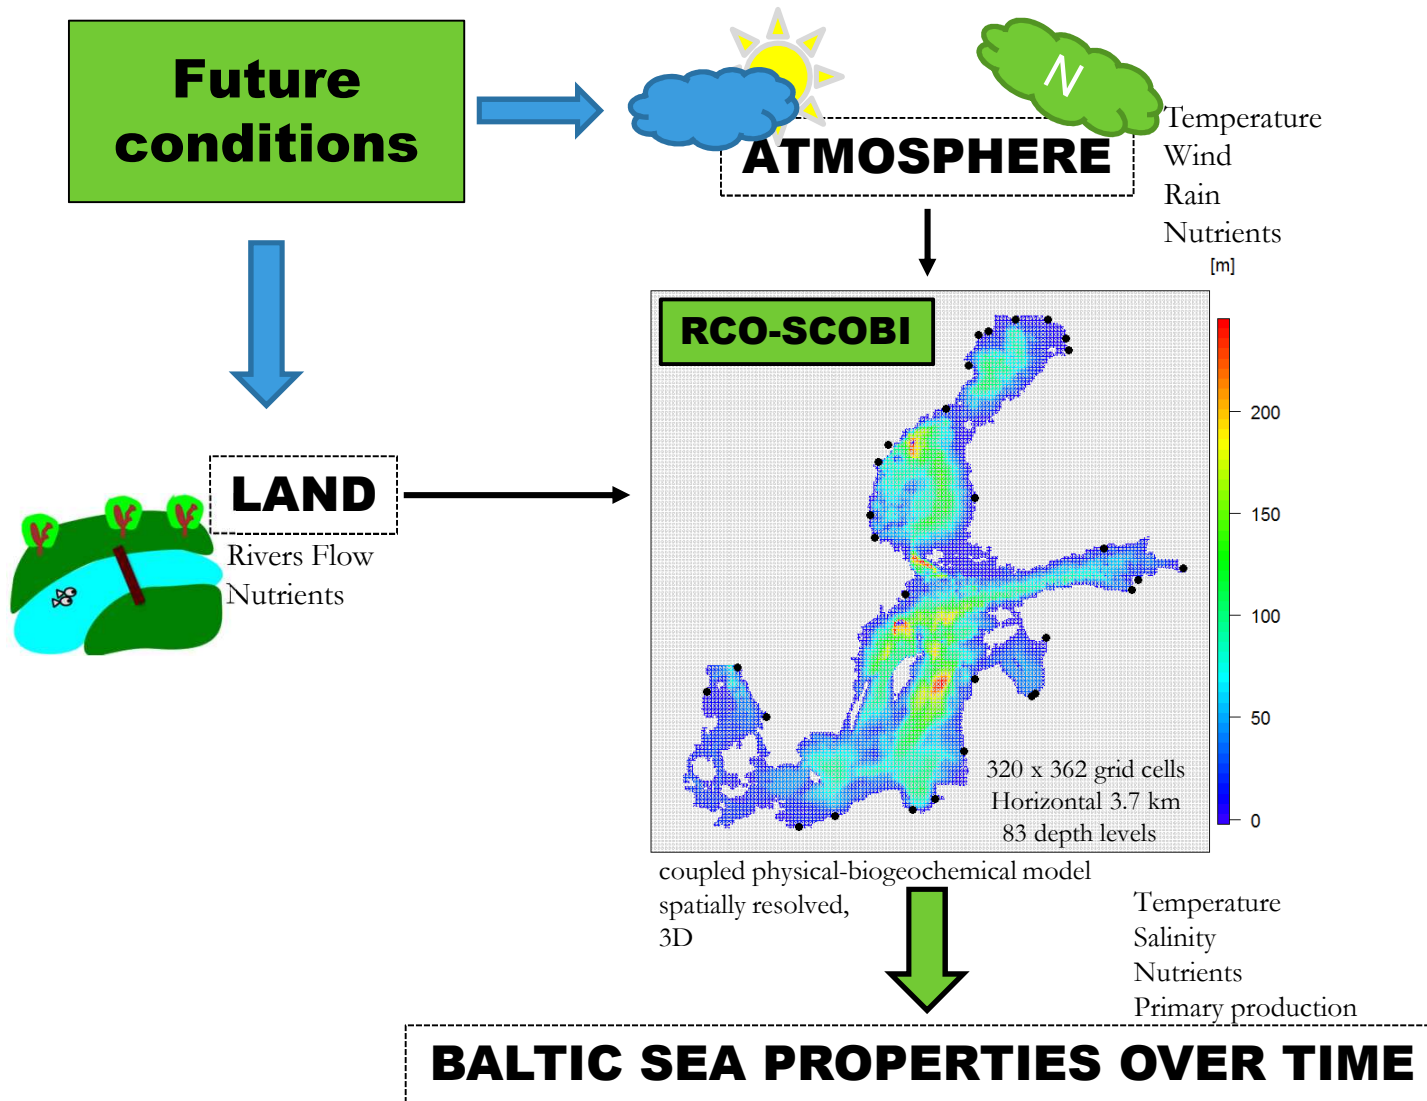 Future
conditions
N
ATMOSPHERE
Temperature
Wind
Rain
Nutrients
[m]
RCO-SCOBI
200
150
100
50
0
LAND
Rivers Flow
Nutrients
320 x 362 grid cells
Horizontal 3.7 km
83 depth levels
coupled physical-biogeochemical model
spatially resolved,
3D
Temperature
Salinity
Nutrients
Primary production
BALTIC SEA PROPERTIES OVER TIME